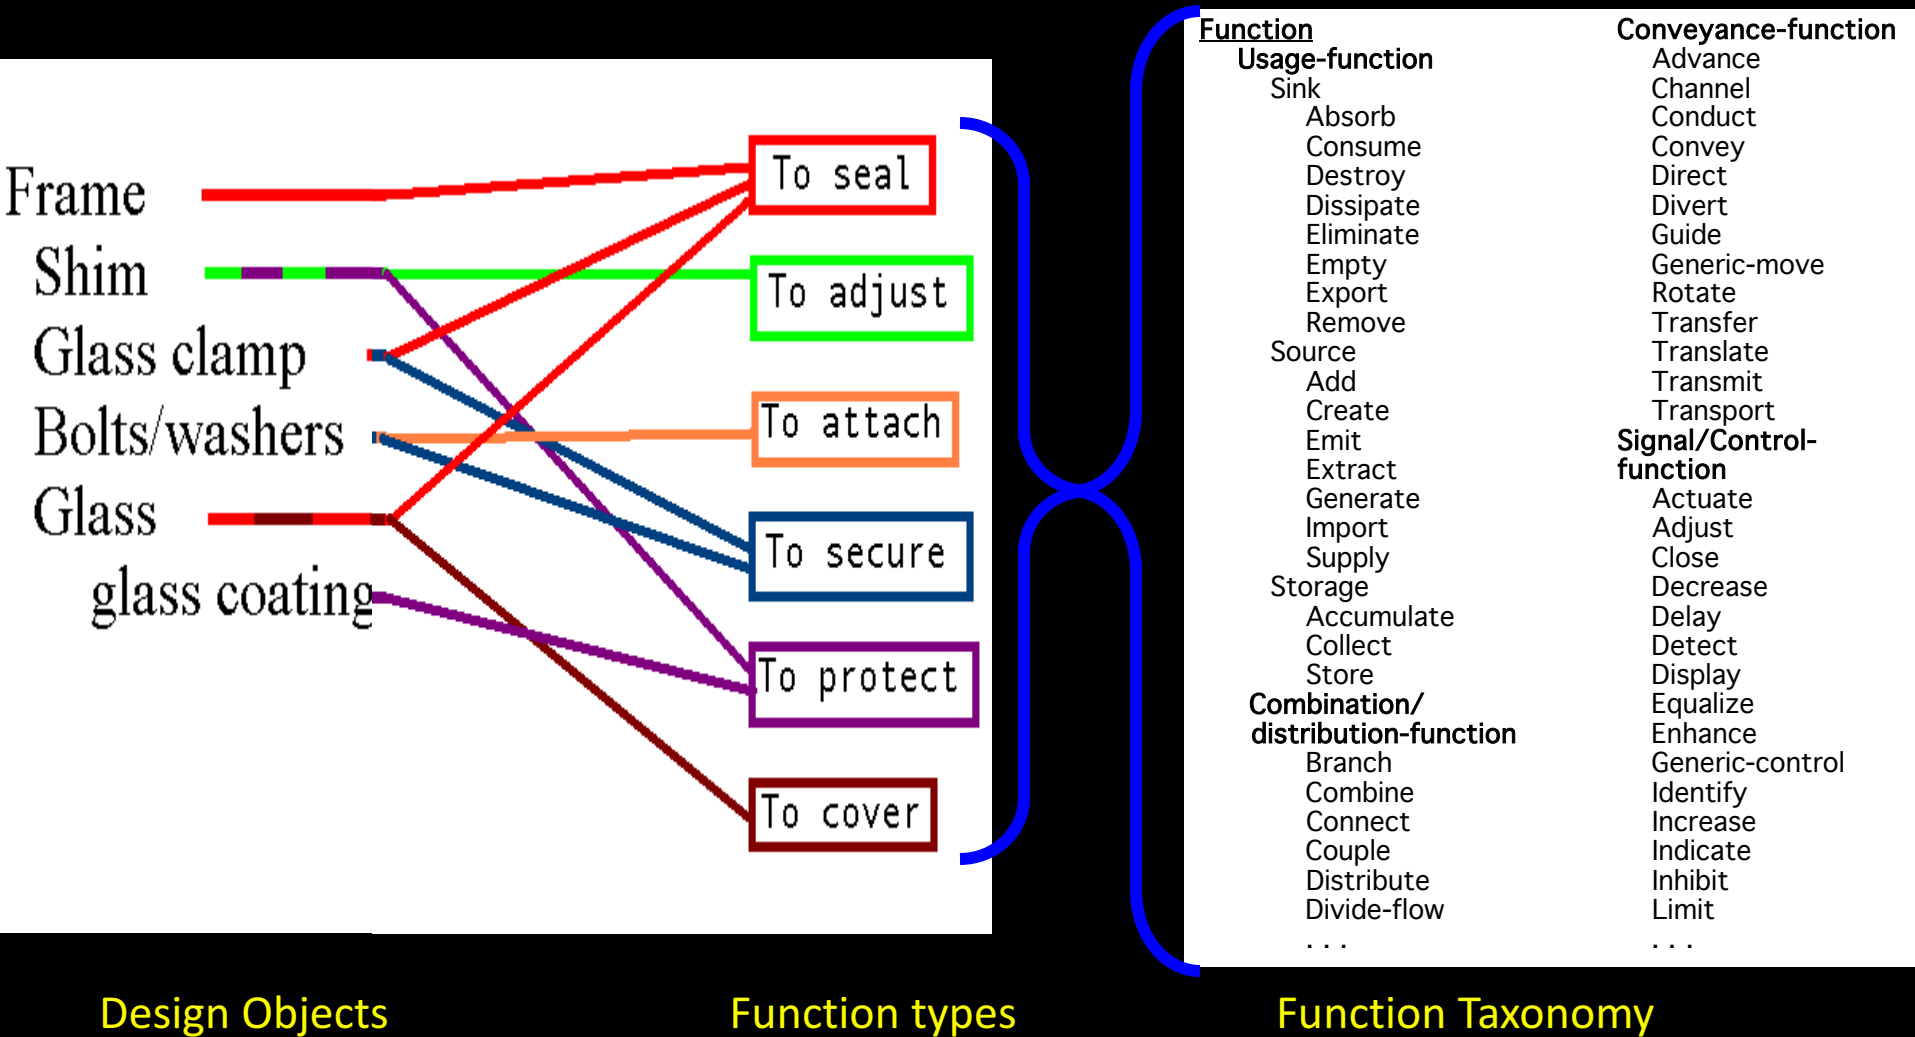 Frame
Shim
Glass clamp
Bolts/washers
Glass
glass coating
To seal
To adjust
To attach
To secure
To protect
To cover
Function
Usage-function
Sink
Absorb
Consume
Destroy
Dissipate
Eliminate
Empty
Export
Remove
Source
Add
Create
Emit
Extract
Generate
Import
Supply
Storage
Accumulate
Collect
Store
Combination/
distribution-function
Branch
Combine
Connect
Couple
Distribute
Divide-flow
. . .
Conveyance-function
Advance
Channel
Conduct
Convey
Direct
Divert
Guide
Generic-move
Rotate
Transfer
Translate
Transmit
Transport
Signal/Control-
function
Actuate
Adjust
Close
Decrease
Delay
Detect
Display
Equalize
Enhance
Generic-control
Identify
Increase
Indicate
Inhibit
Limit
. . .
Design Objects
Function types
Function Taxonomy